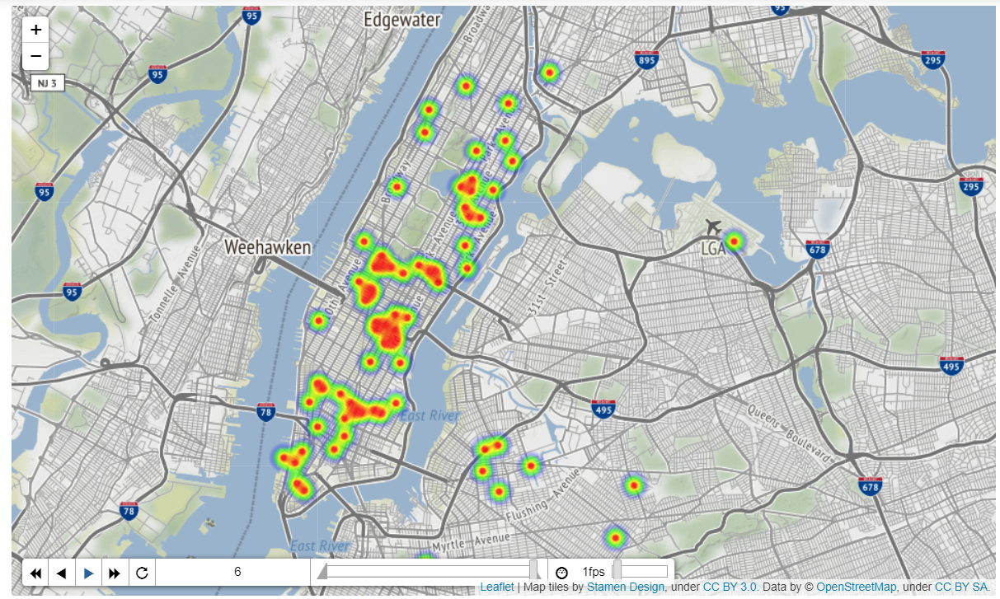 95
Edgewater
Broadwa
95
+
−
NJ 3
95
895
295
Park Avenue
Broadway
95
295
Weehawken
LGA
678
10th Avenue
Tonnelle Avenue
31st Street
95
495
78
East River
495
Queens Boulevard
678
Flushing Avenue
78
East River
Myrtle Avenue
6
1fps
Leaflet | Map tiles by Stamen Design, under CC BY 3.0. Data by © OpenStreetMap, under CC BY SA.